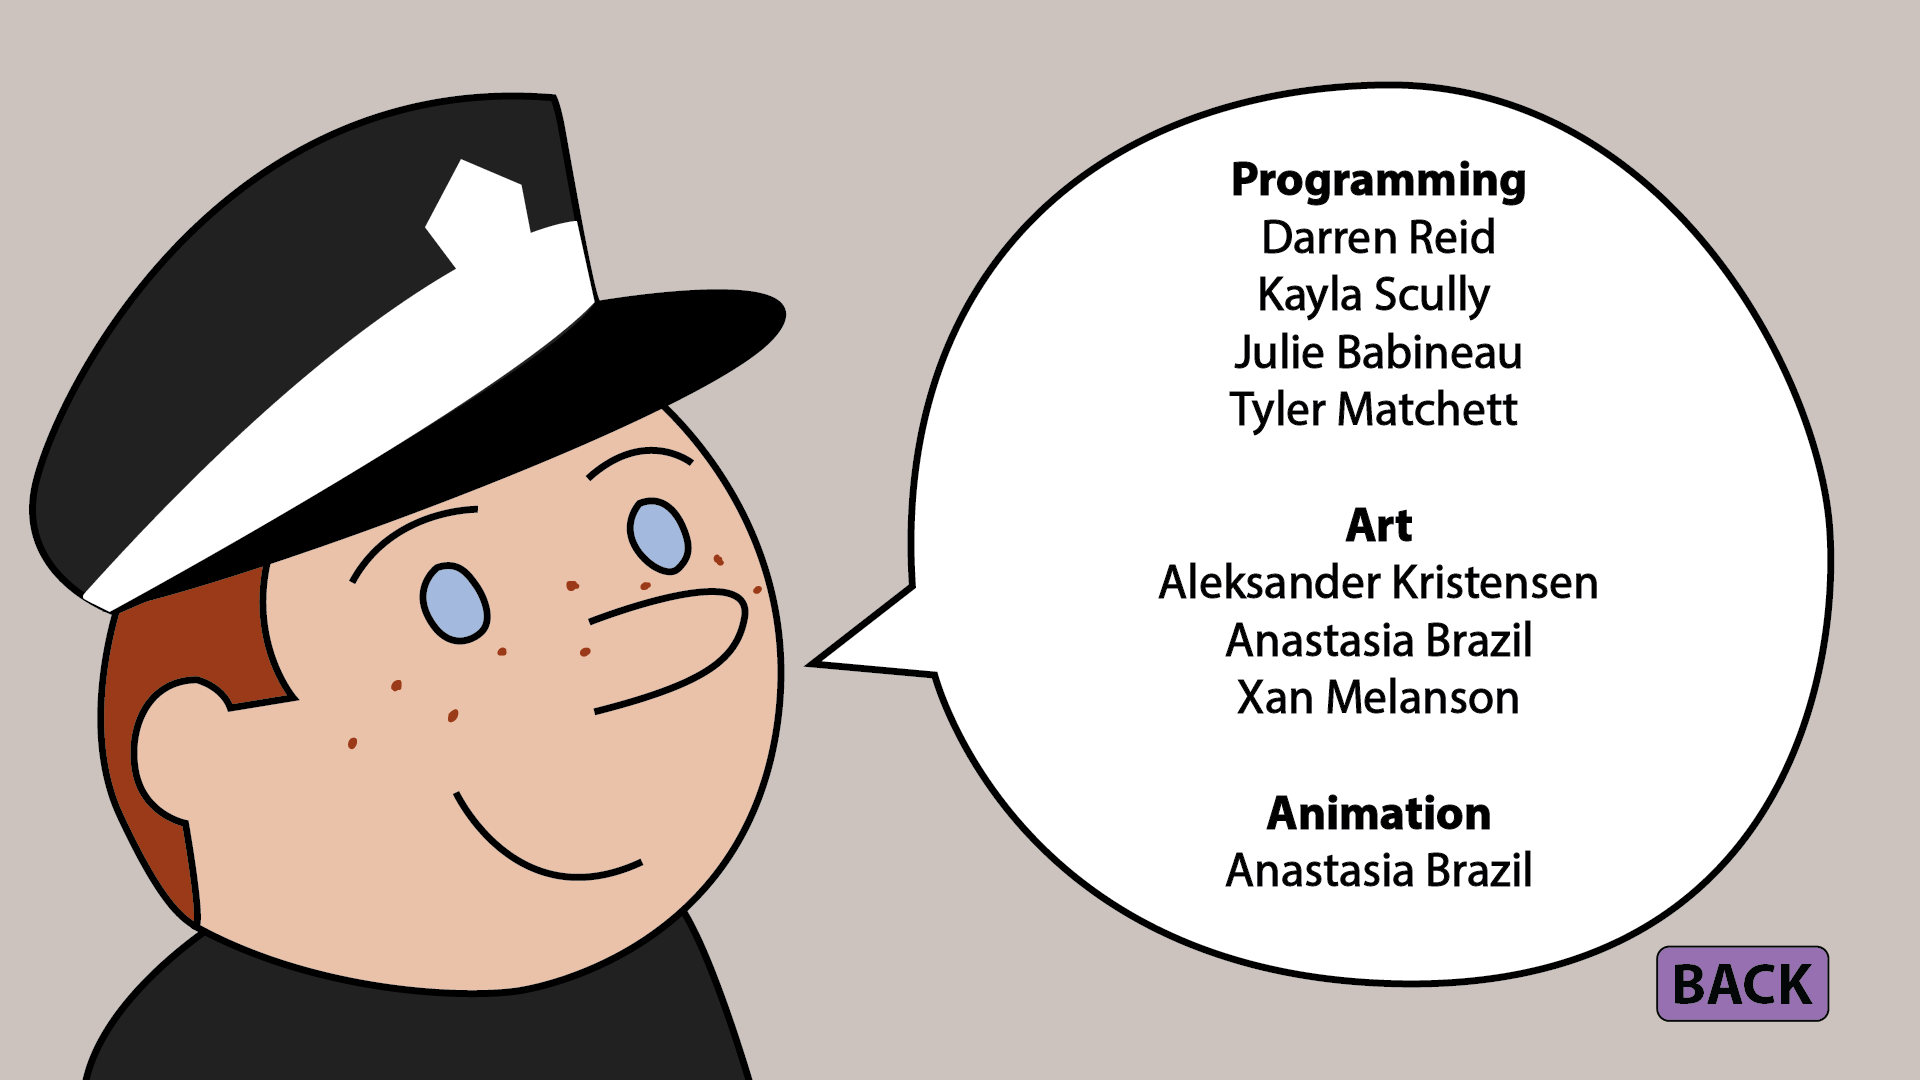 Programming
Darren Reid
Kayla Scully
Julie Babineau
Tyler Matchett
Art
Aleksander Kristensen
Anastasia Brazil
Xan Melanson
Animation
Anastasia Brazil
BACK